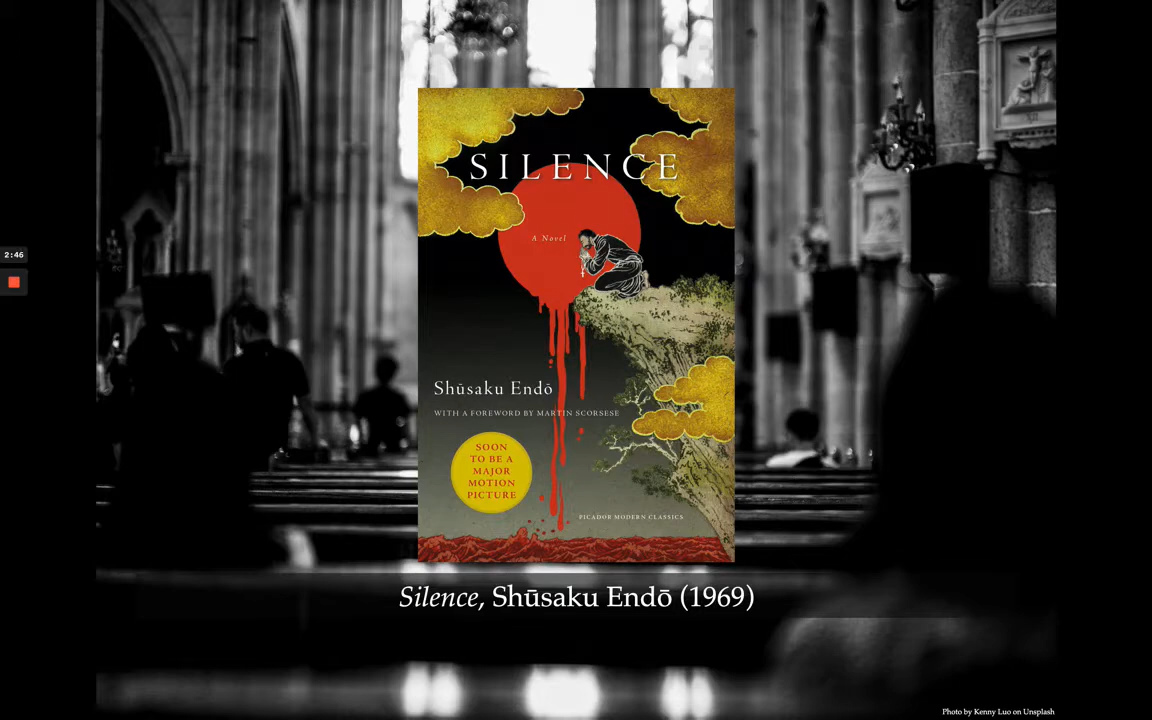 SILENCE
A Novel
2:46
Shūsaku Endō
WITH A FOREWORD BY MARTIN SCORSESE
SOON
TO BE A
MAJOR
MOTION
PICTURE
PICADOR MODERN CLASSICS
Silence, Shūsaku Endō (1969)
Photo by Kenny Luo on Unsplash